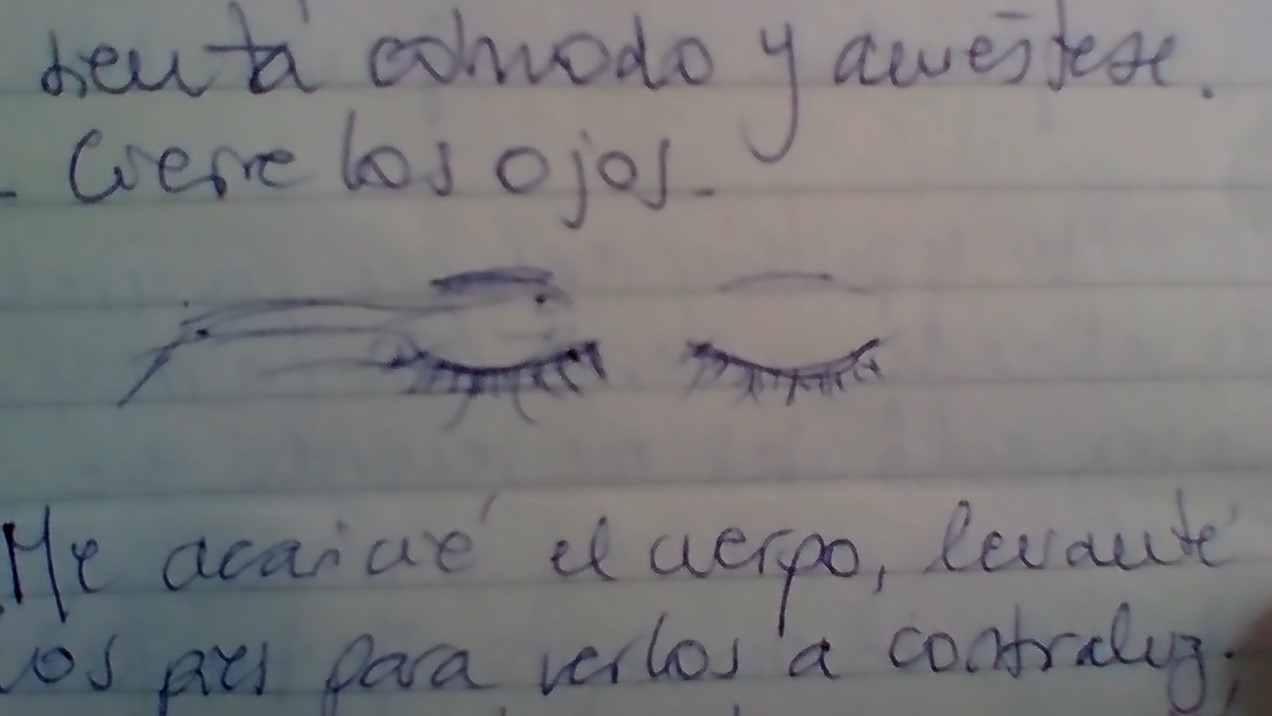 sienta cómodo y acuéstese.
- Cierre los ojos.
Me acaricié el cuerpo, levanté
los pies para verlos a contraluz;